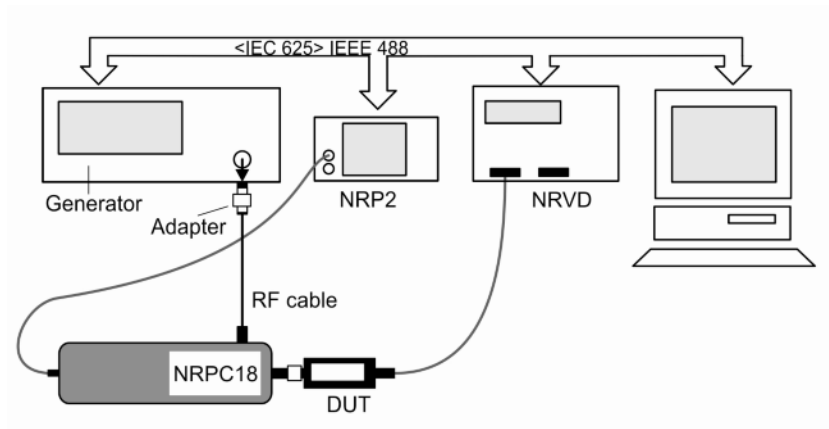 <IEC 625> IEEE 488
Generator
Adapter
NRP2
NRVD
RF cable
NRPC18
DUT